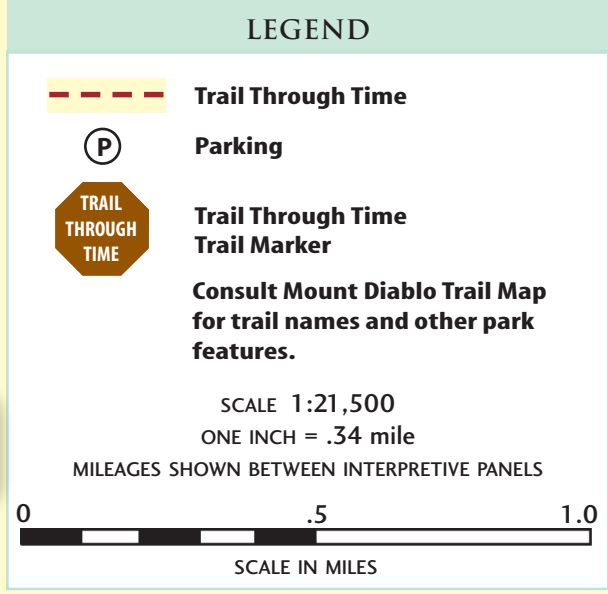 LEGEND
Trail Through Time
P
Parking
TRAIL
THROUGH
TIME
Trail Through Time
Trail Marker
Consult Mount Diablo Trail Map
for trail names and other park
features.
SCALE 1:21,500
ONE INCH = .34 mile
MILEAGES SHOWN BETWEEN INTERPRETIVE PANELS
0 .5 1.0
SCALE IN MILES